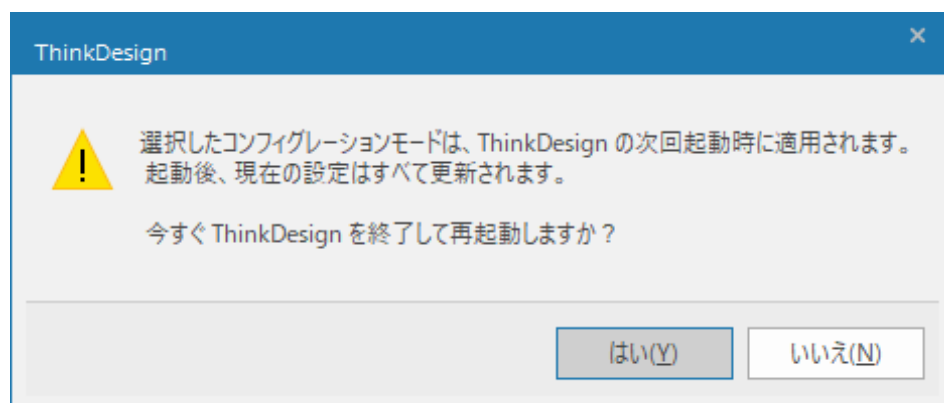 ThinkDesign
選択したコンフィグレーションモードは、ThinkDesign の次回起動時に適用されます。
起動後、現在の設定はすべて更新されます。
今すぐ ThinkDesign を終了して再起動しますか？
はい(Y)
いいえ(N)